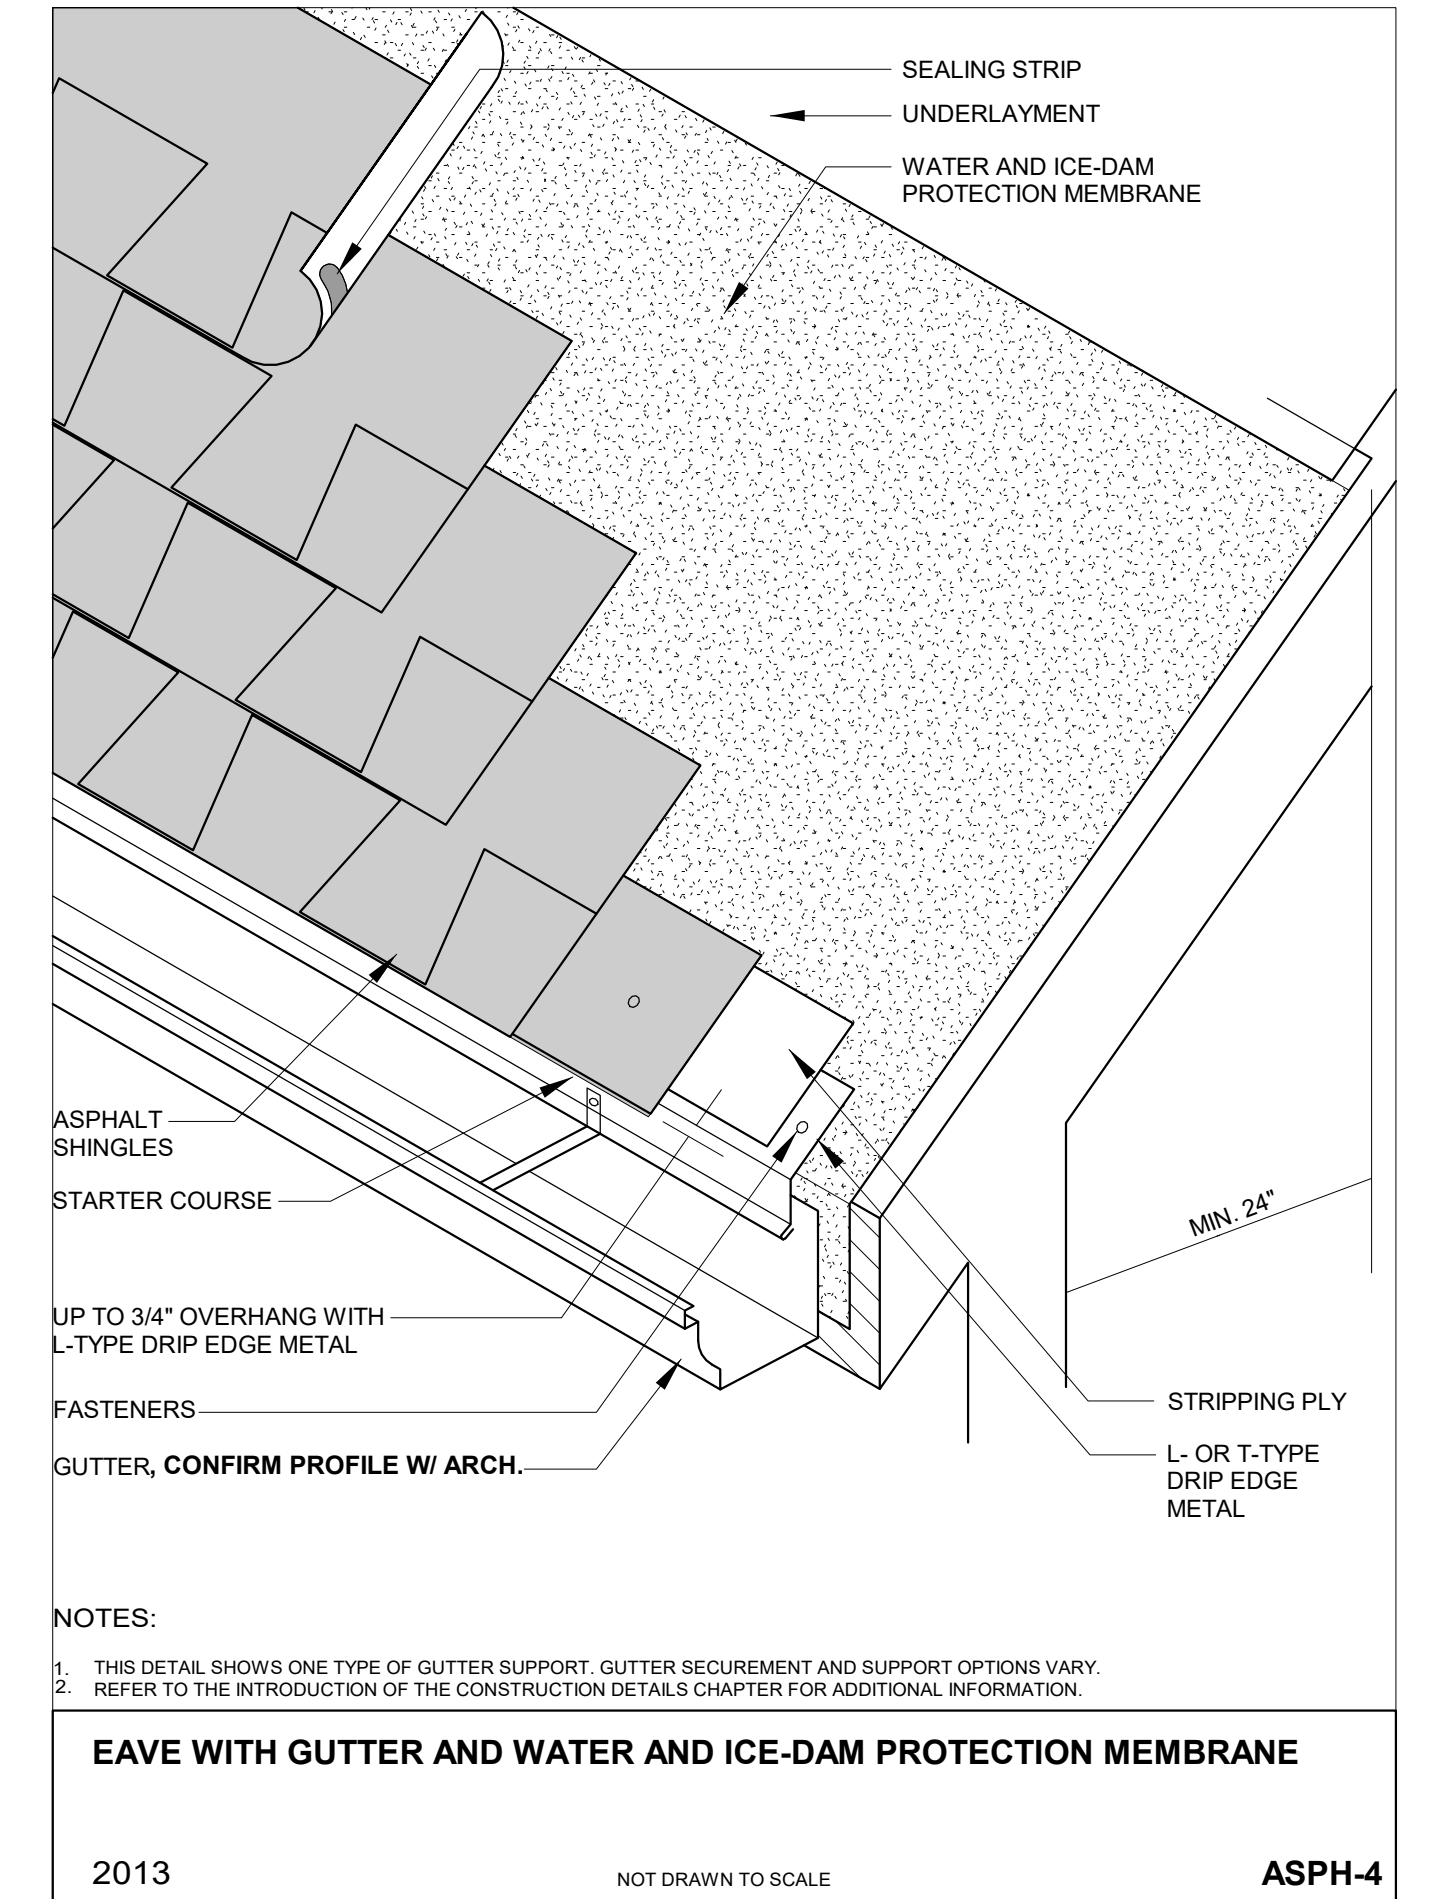 SEALING STRIP
UNDERLAYMENT
WATER AND ICE-DAM
PROTECTION MEMBRANE
ASPHALT
SHINGLES
STARTER COURSE
MIN. 24"
UP TO 3/4" OVERHANG WITH
L-TYPE DRIP EDGE METAL
FASTENERS
GUTTER, CONFIRM PROFILE W/ ARCH.
STRIPPING PLY
L- OR T-TYPE
DRIP EDGE
METAL
NOTES:
1. THIS DETAIL SHOWS ONE TYPE OF GUTTER SUPPORT. GUTTER SECUREMENT AND SUPPORT OPTIONS VARY.
2. REFER TO THE INTRODUCTION OF THE CONSTRUCTION DETAILS CHAPTER FOR ADDITIONAL INFORMATION.
EAVE WITH GUTTER AND WATER AND ICE-DAM PROTECTION MEMBRANE
2013
NOT DRAWN TO SCALE
ASPH-4